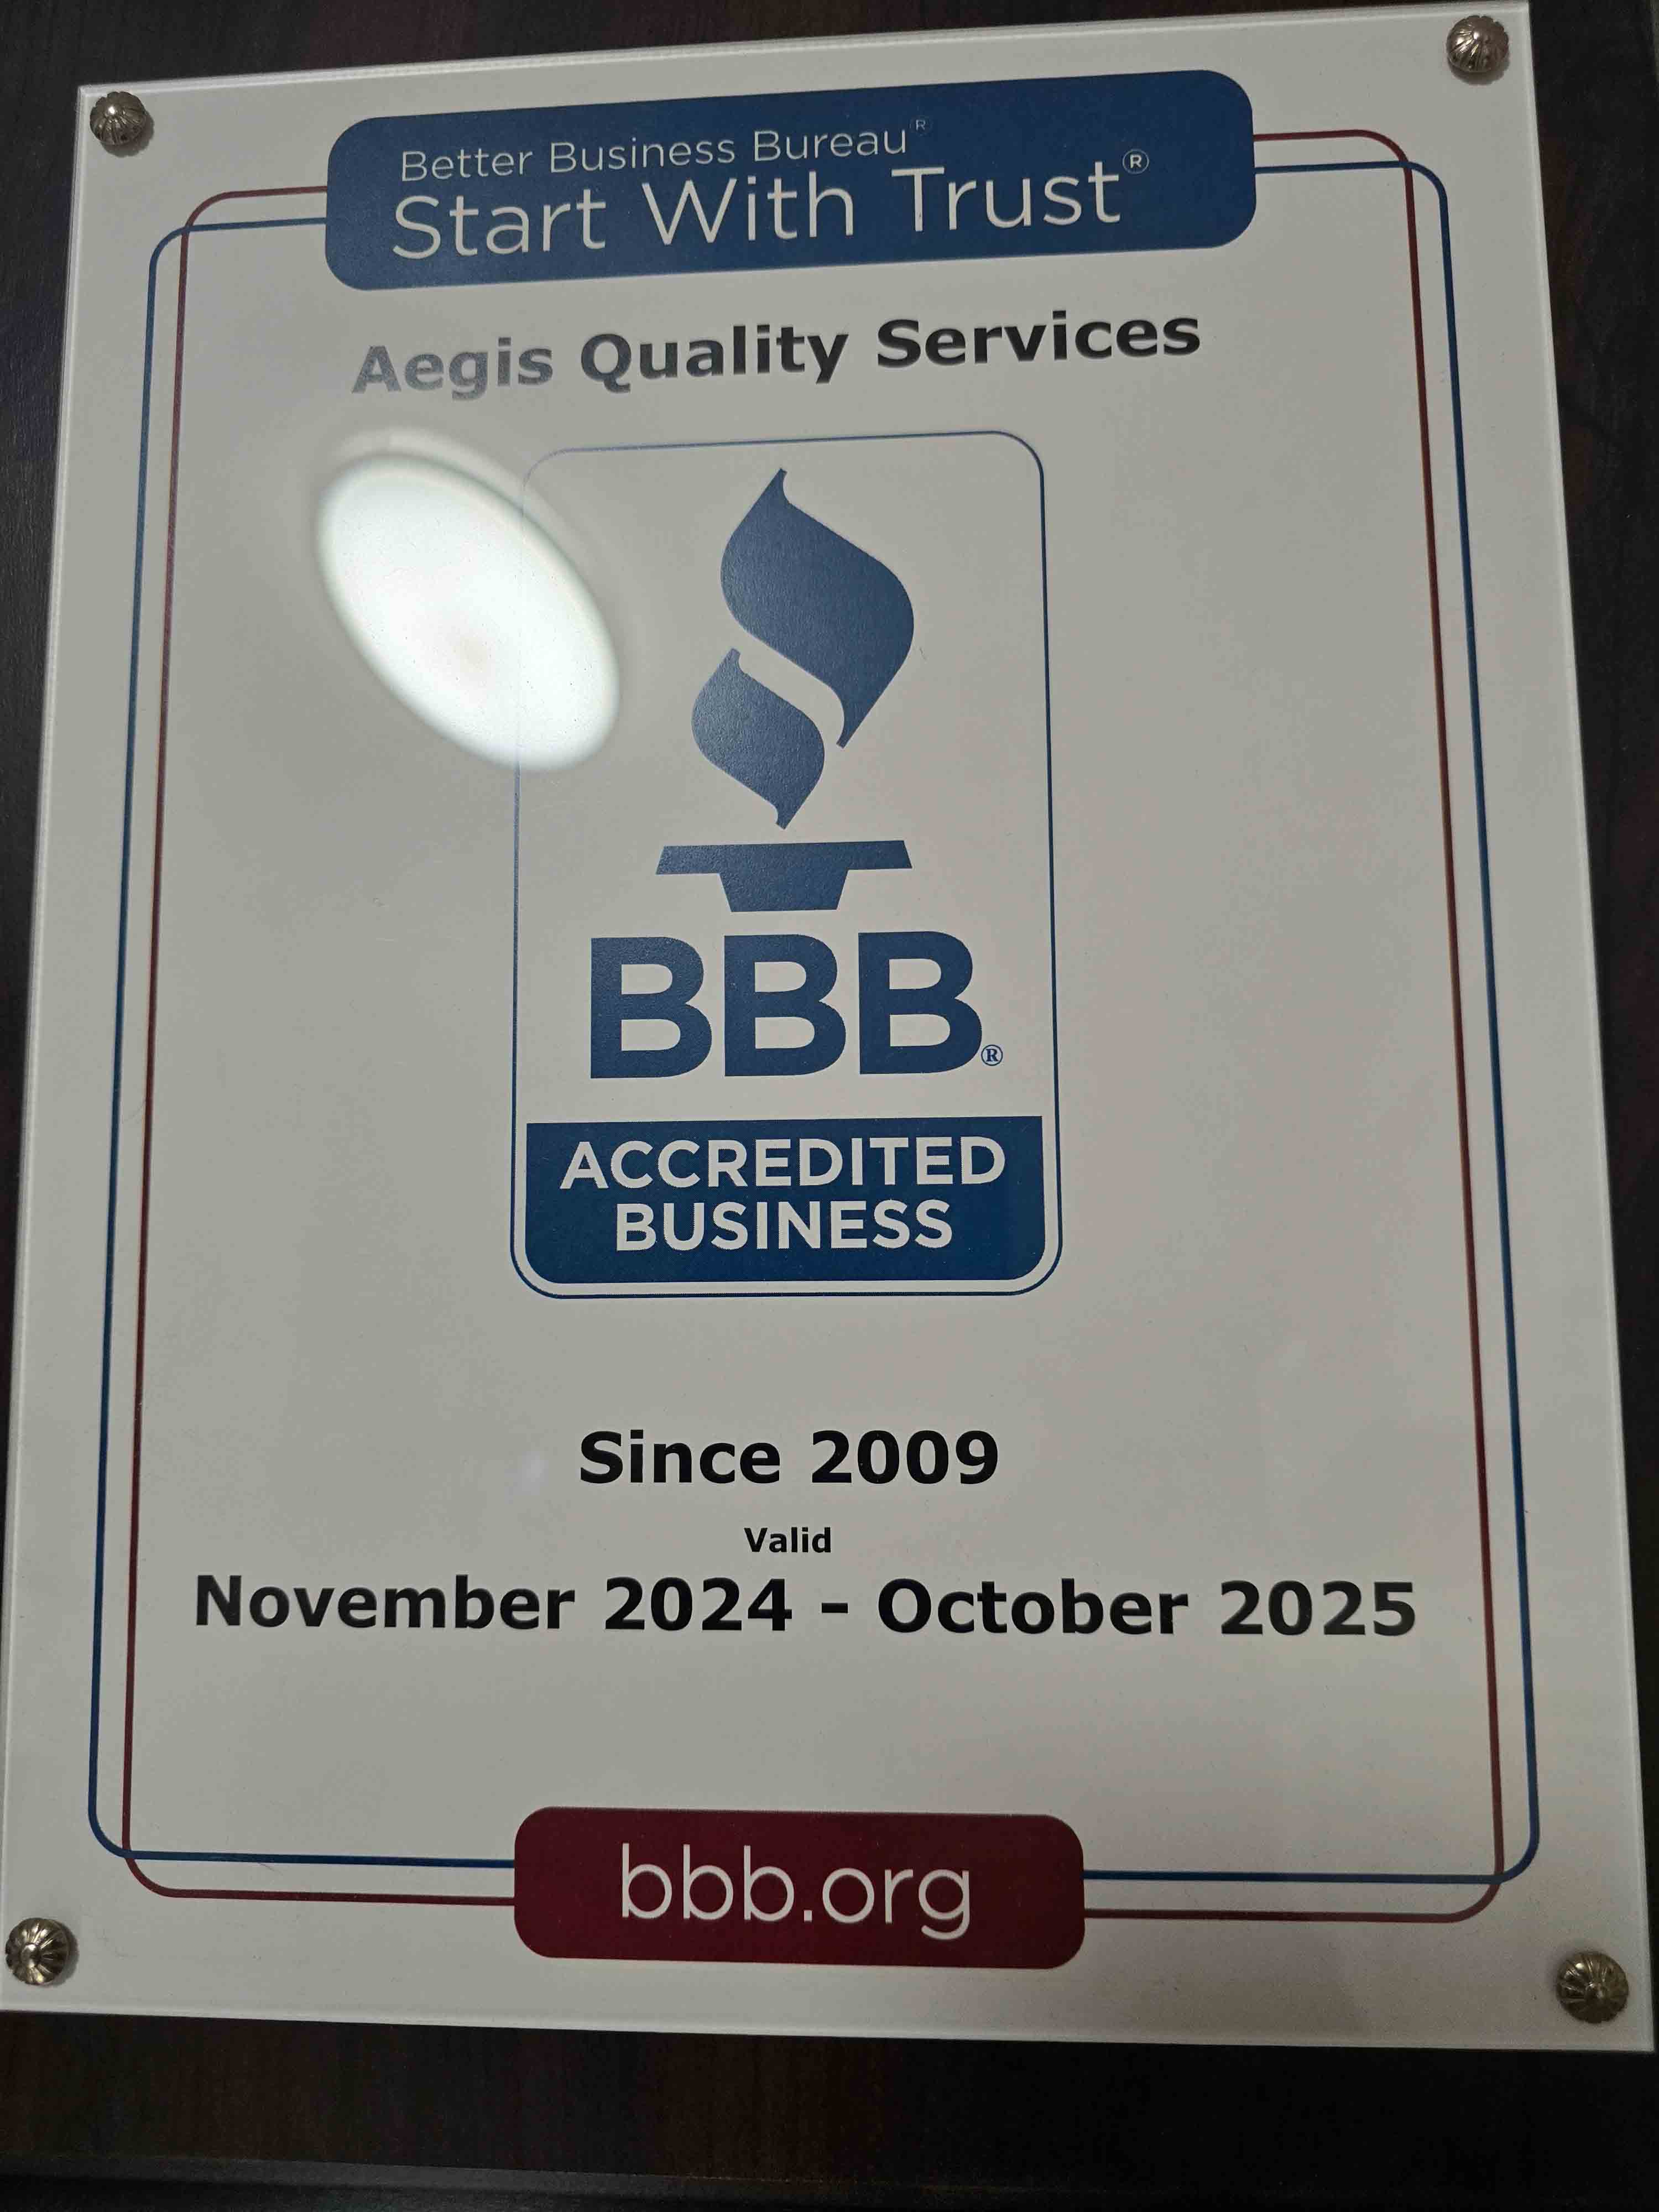 Better Business Bureau®
Start With Trust®
Aegis Quality Services
BBB®
ACCREDITED
BUSINESS
Since 2009
Valid
November 2024 - October 2025
bbb.org